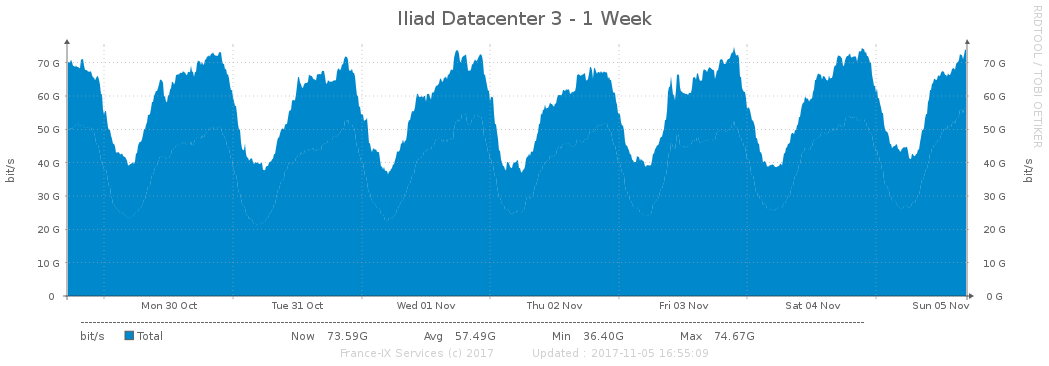 Iliad Datacenter 3 - 1 Week
RRDTOOL / TOBI OETIKER
bit/s
bit/s
70 G 70 G
60 G 60 G
50 G 50 G
40 G 40 G
30 G 30 G
20 G 20 G
10 G 10 G
0 0 G
Mon 30 Oct Tue 31 Oct Wed 01 Nov Thu 02 Nov Fri 03 Nov Sat 04 Nov Sun 05 Nov
bit/s Total Now 73.59G Avg 57.49G Min 36.40G Max 74.67G
France-IX Services (c) 2017 Updated : 2017-11-05 16:55:09